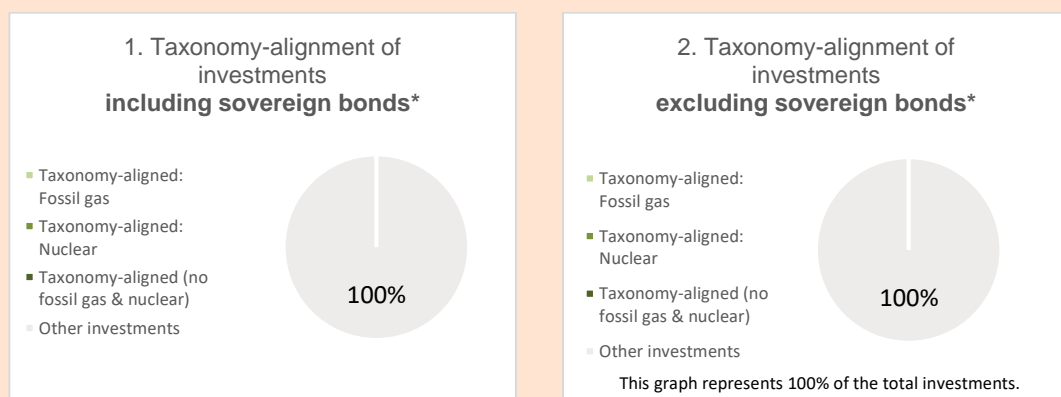 1. Taxonomy-alignment of
investments
including sovereign bonds*
Taxonomy-aligned:
Fossil gas
Taxonomy-aligned:
Nuclear
Taxonomy-aligned (no
fossil gas & nuclear)
Other investments
100%
2. Taxonomy-alignment of
investments
excluding sovereign bonds*
Taxonomy-aligned:
Fossil gas
Taxonomy-aligned:
Nuclear
Taxonomy-aligned (no
fossil gas & nuclear)
Other investments
100%
This graph represents 100% of the total investments.